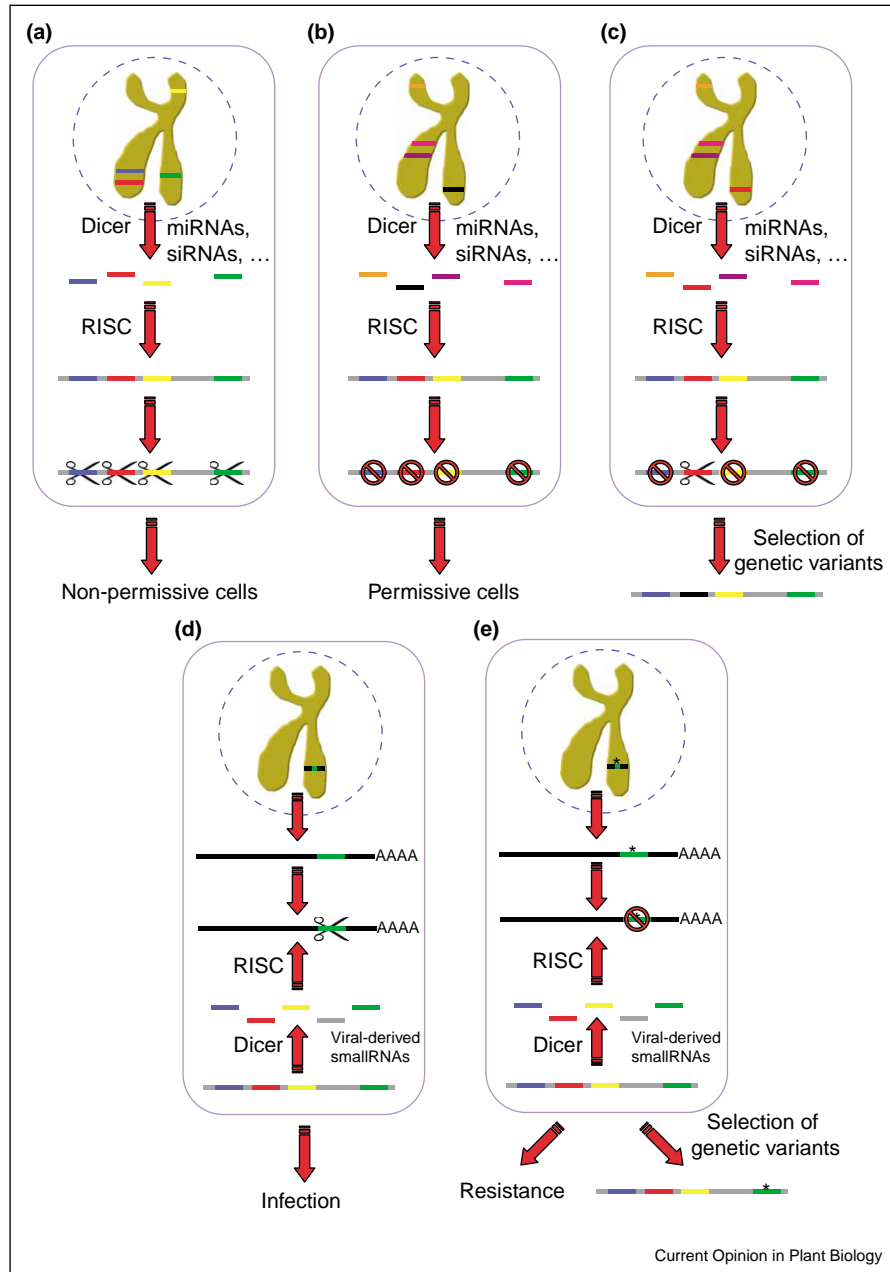 (a)
Dicer
miRNAs,
siRNAs, …
RISC
Non-permissive cells
(b)
Dicer
miRNAs,
siRNAs, …
RISC
Permissive cells
(c)
Dicer
miRNAs,
siRNAs, …
RISC
Selection of
genetic variants
(d)
AAAA
AAAA
RISC
Dicer
Viral-derived
smallRNAs
Infection
(e)
*
*
AAAA
*
AAAA
RISC
Dicer
Viral-derived
smallRNAs
Resistance
Selection of
genetic variants
*
Current Opinion in Plant Biology